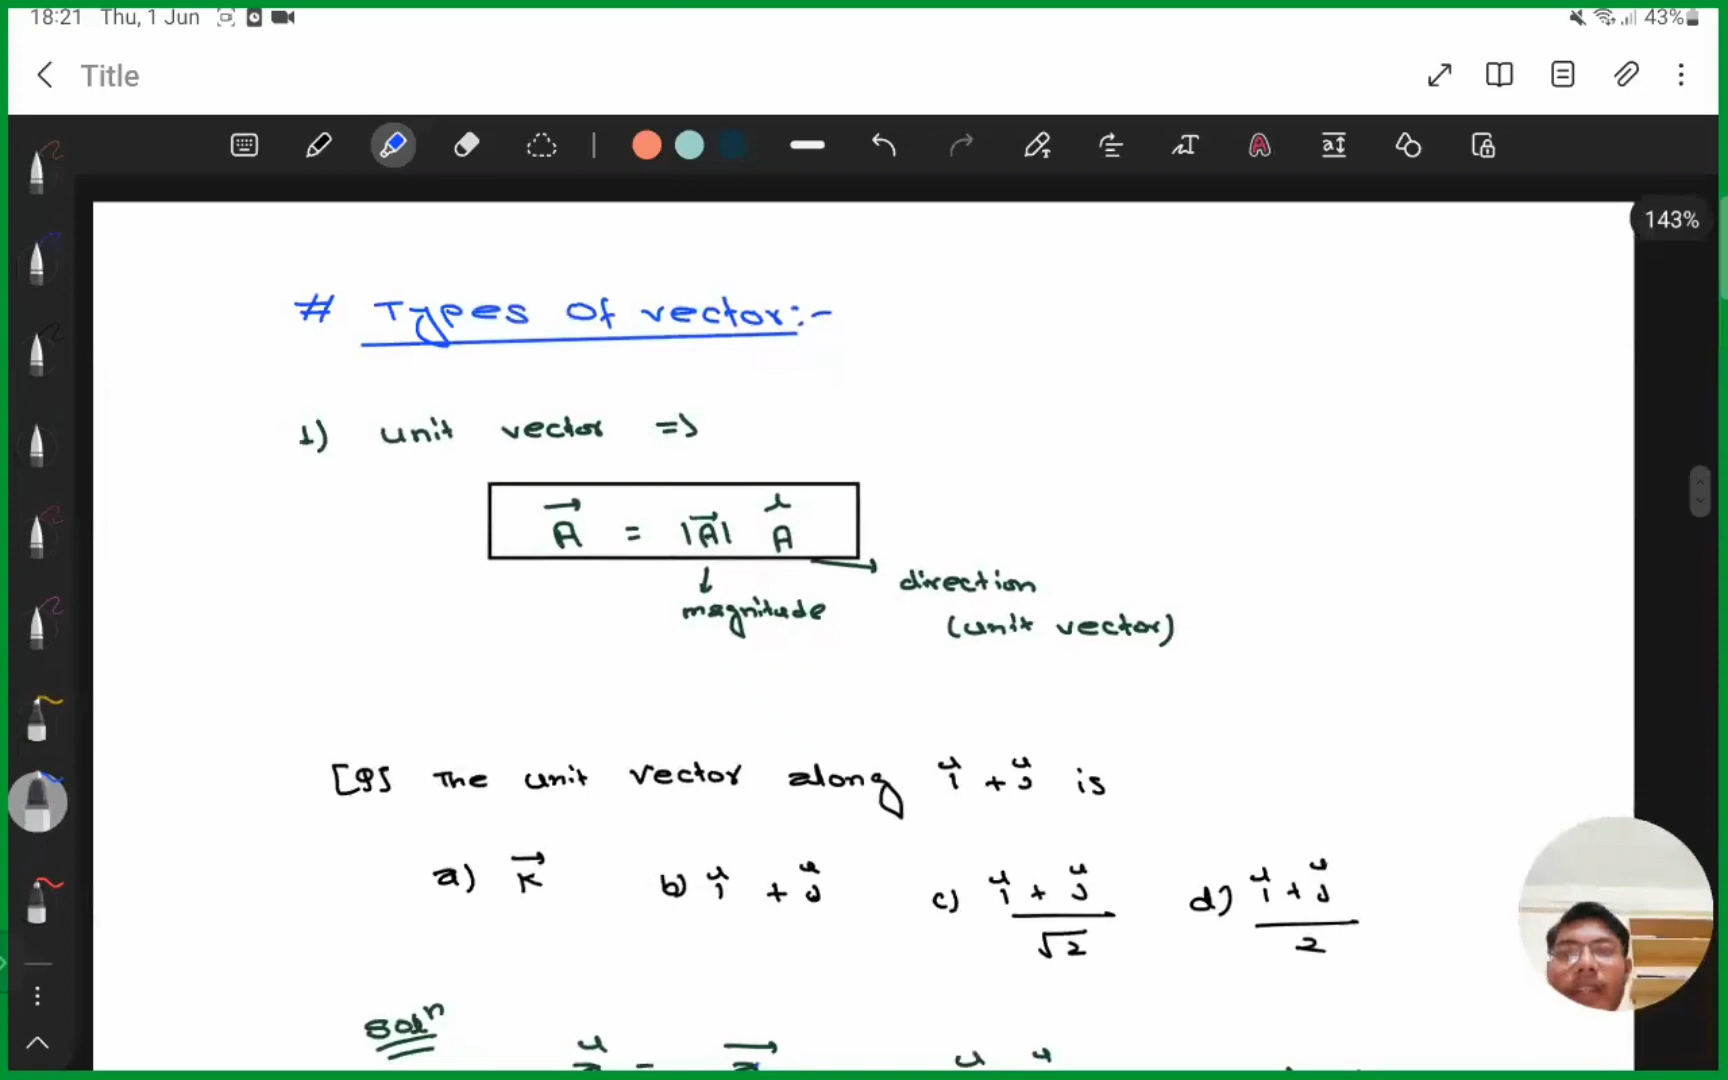 18:21 Thu, 1 Jun 43%
Title
143%
# Types of vector:-
1) unit vector =>
A = |A| A
magnitude
direction
(unit vector)
[Q] The unit vector along i + j is
a) K b) i + j c) i + j / √2 d) i + j / 2
Solⁿ